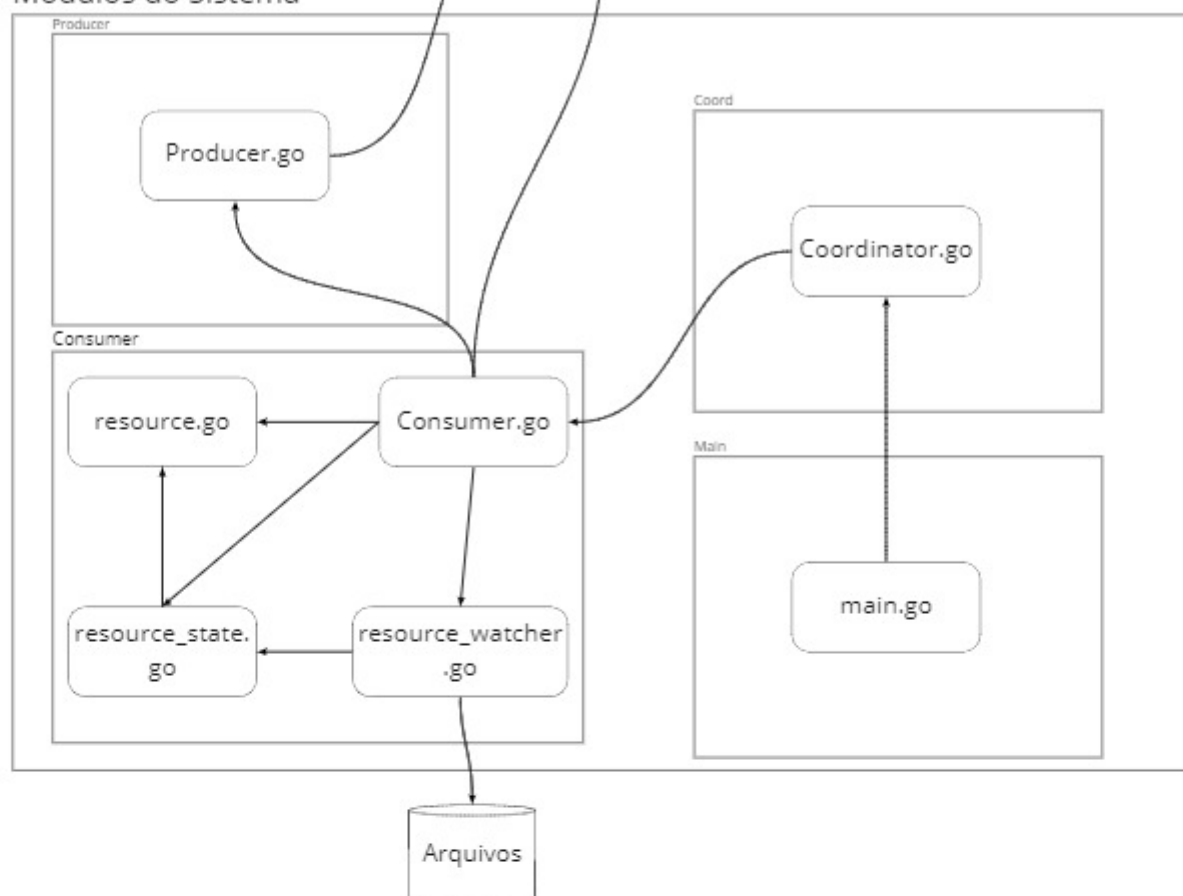 Módulos do Sistema
Producer
Producer.go
Coord
Coordinator.go
Consumer
resource.go
Consumer.go
Main
main.go
resource_state.
go
resource_watcher
.go
Arquivos